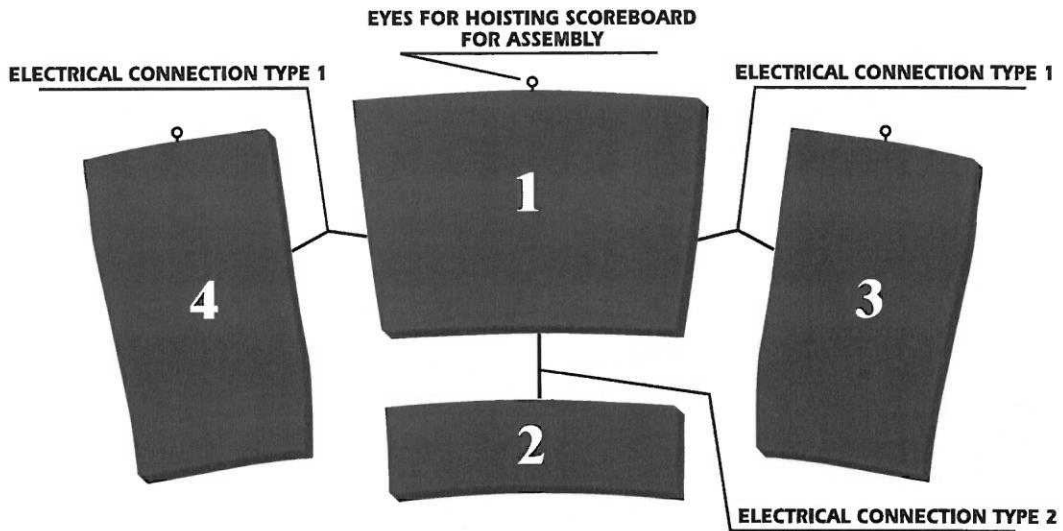 EYES FOR HOISTING SCOREBOARD
FOR ASSEMBLY
ELECTRICAL CONNECTION TYPE 1
ELECTRICAL CONNECTION TYPE 1
1
4
3
2
ELECTRICAL CONNECTION TYPE 2